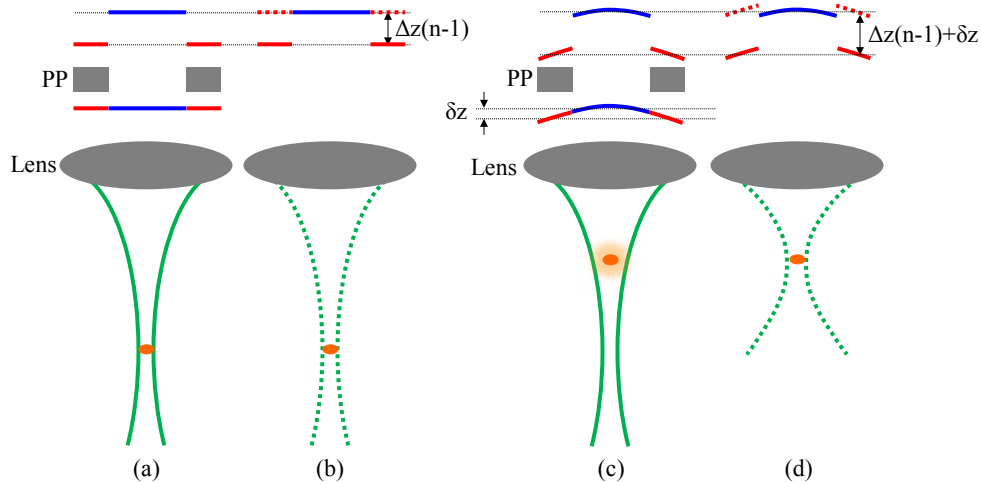 Δz(n-1)
Δz(n-1)+δz
PP
PP
δz
Lens
Lens
(a)
(b)
(c)
(d)